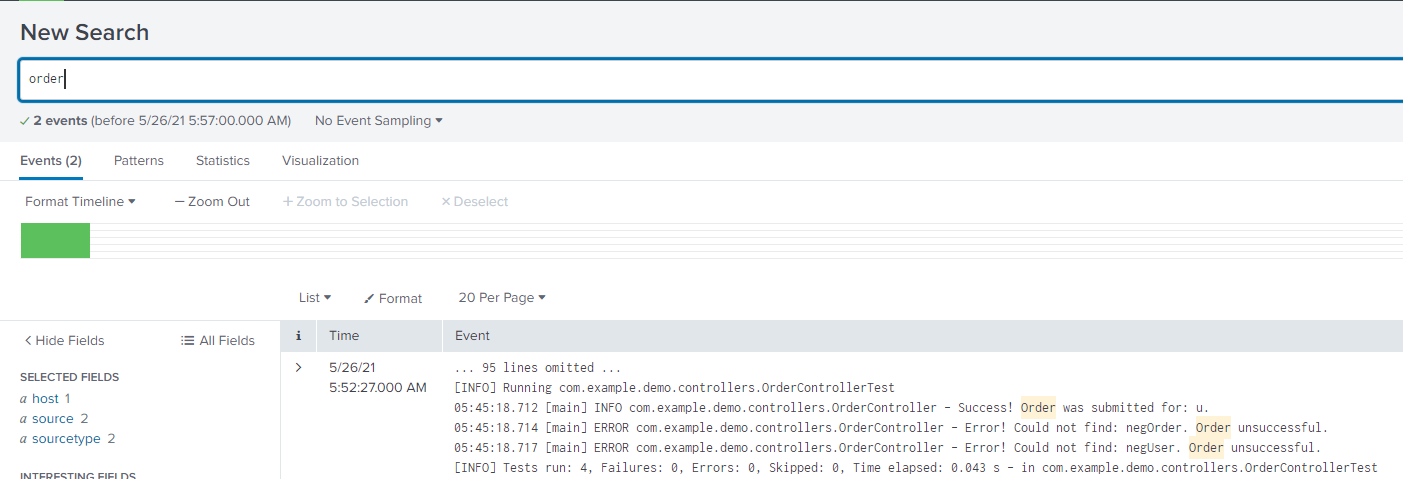 New Search
order
✓ 2 events (before 5/26/21 5:57:00.000 AM) No Event Sampling ▾
Events (2) Patterns Statistics Visualization
Format Timeline ▾ — Zoom Out + Zoom to Selection × Deselect
List ▾ Format 20 Per Page ▾
< Hide Fields All Fields i Time Event
SELECTED FIELDS
a host 1
a source 2
a sourcetype 2
INTERESTING FIELDS
> 5/26/21 5:52:27.000 AM
... 95 lines omitted ...
[INFO] Running com.example.demo.controllers.OrderControllerTest
05:45:18.712 [main] INFO com.example.demo.controllers.OrderController - Success! Order was submitted for: u.
05:45:18.714 [main] ERROR com.example.demo.controllers.OrderController - Error! Could not find: negOrder. Order unsuccessful.
05:45:18.717 [main] ERROR com.example.demo.controllers.OrderController - Error! Could not find: negUser. Order unsuccessful.
[INFO] Tests run: 4, Failures: 0, Errors: 0, Skipped: 0, Time elapsed: 0.043 s - in com.example.demo.controllers.OrderControllerTest